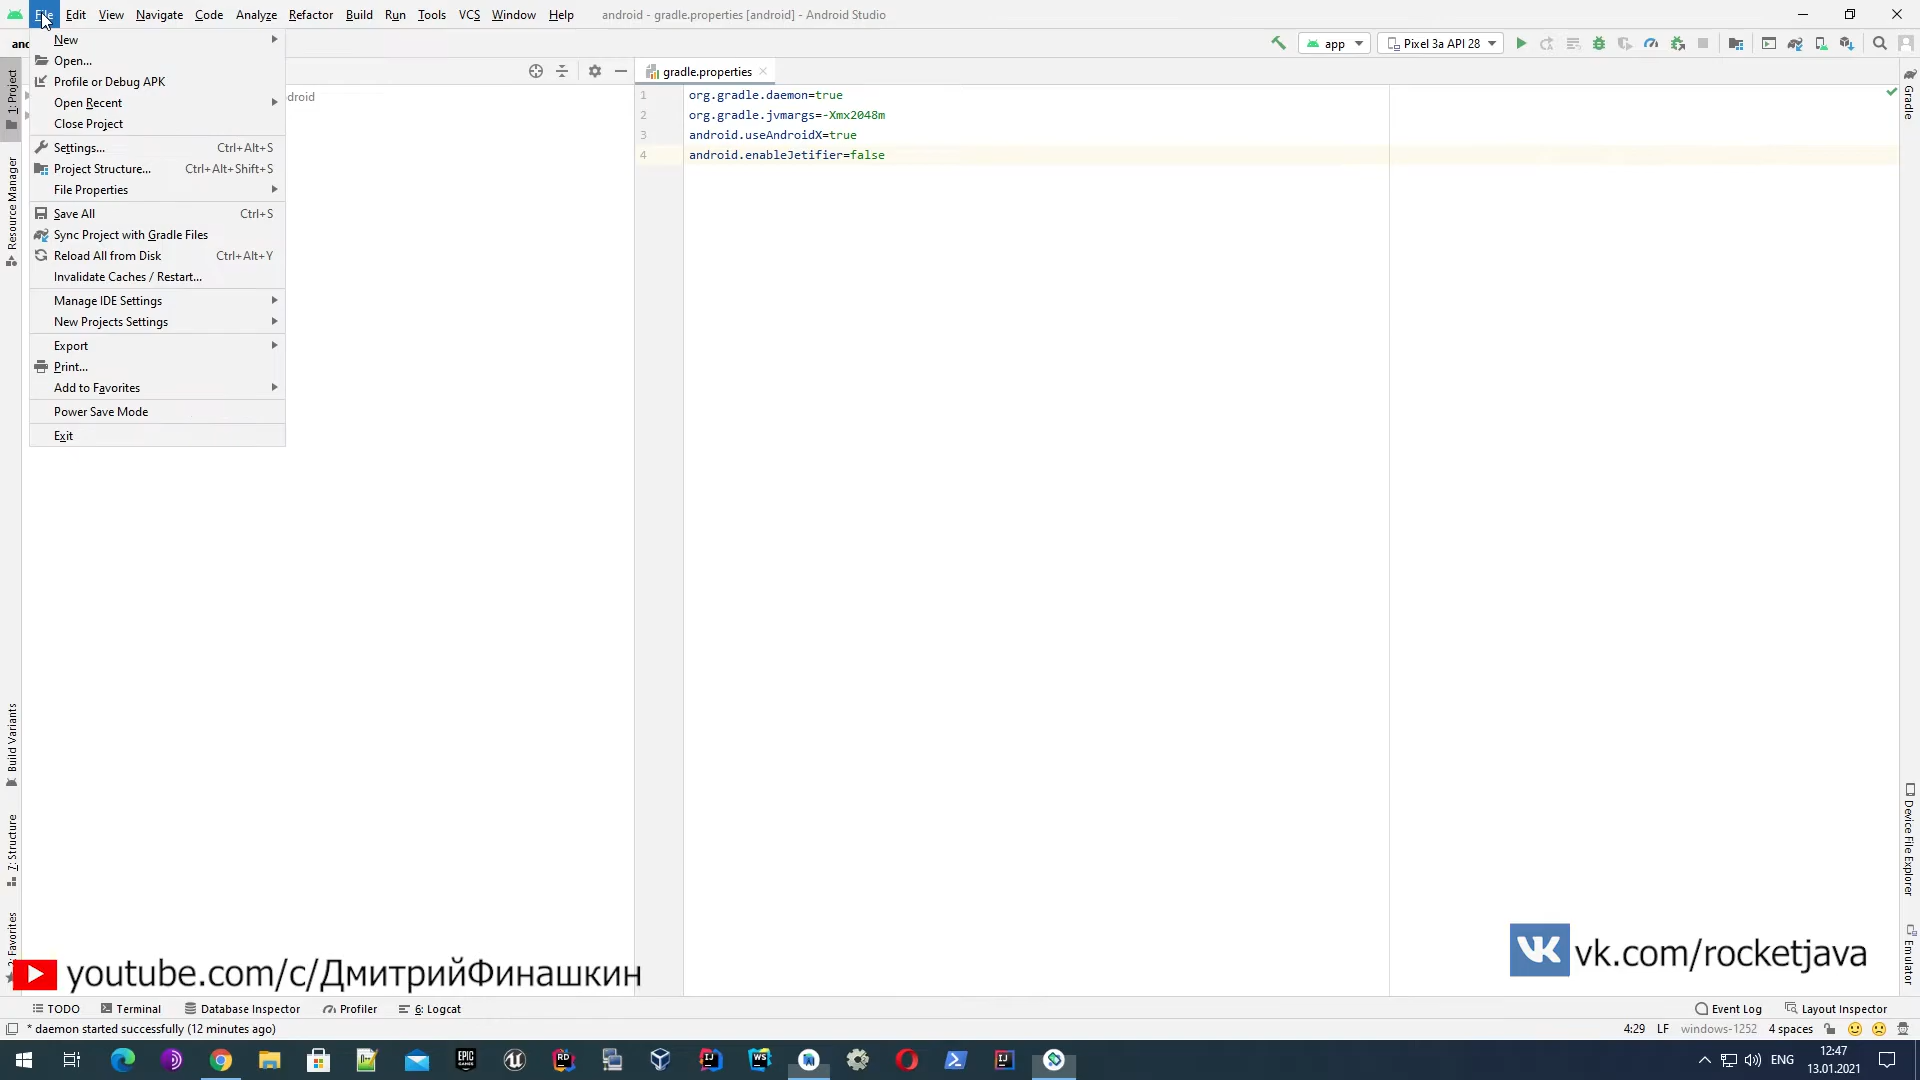 File Edit View Navigate Code Analyze Refactor Build Run Tools VCS Window Help android - gradle.properties [android] - Android Studio
app Pixel 3a API 28
New
Open...
Profile or Debug APK
Open Recent
Close Project
Settings... Ctrl+Alt+S
Project Structure... Ctrl+Alt+Shift+S
File Properties
Save All Ctrl+S
Sync Project with Gradle Files
Reload All from Disk Ctrl+Alt+Y
Invalidate Caches / Restart...
Manage IDE Settings
New Projects Settings
Export
Print...
Add to Favorites
Power Save Mode
Exit
1: Project
Resource Manager
Build Variants
7: Structure
2: Favorites
gradle.properties
1 org.gradle.daemon=true
2 org.gradle.jvmargs=-Xmx2048m
3 android.useAndroidX=true
4 android.enableJetifier=false
Gradle
Device File Explorer
Emulator
youtube.com/c/ДмитрийФинашкин
vk.com/rocketjava
TODO Terminal Database Inspector Profiler 6: Logcat Event Log Layout Inspector
* daemon started successfully (12 minutes ago) 4:29 LF windows-1252 4 spaces
ENG 12:47
13.01.2021